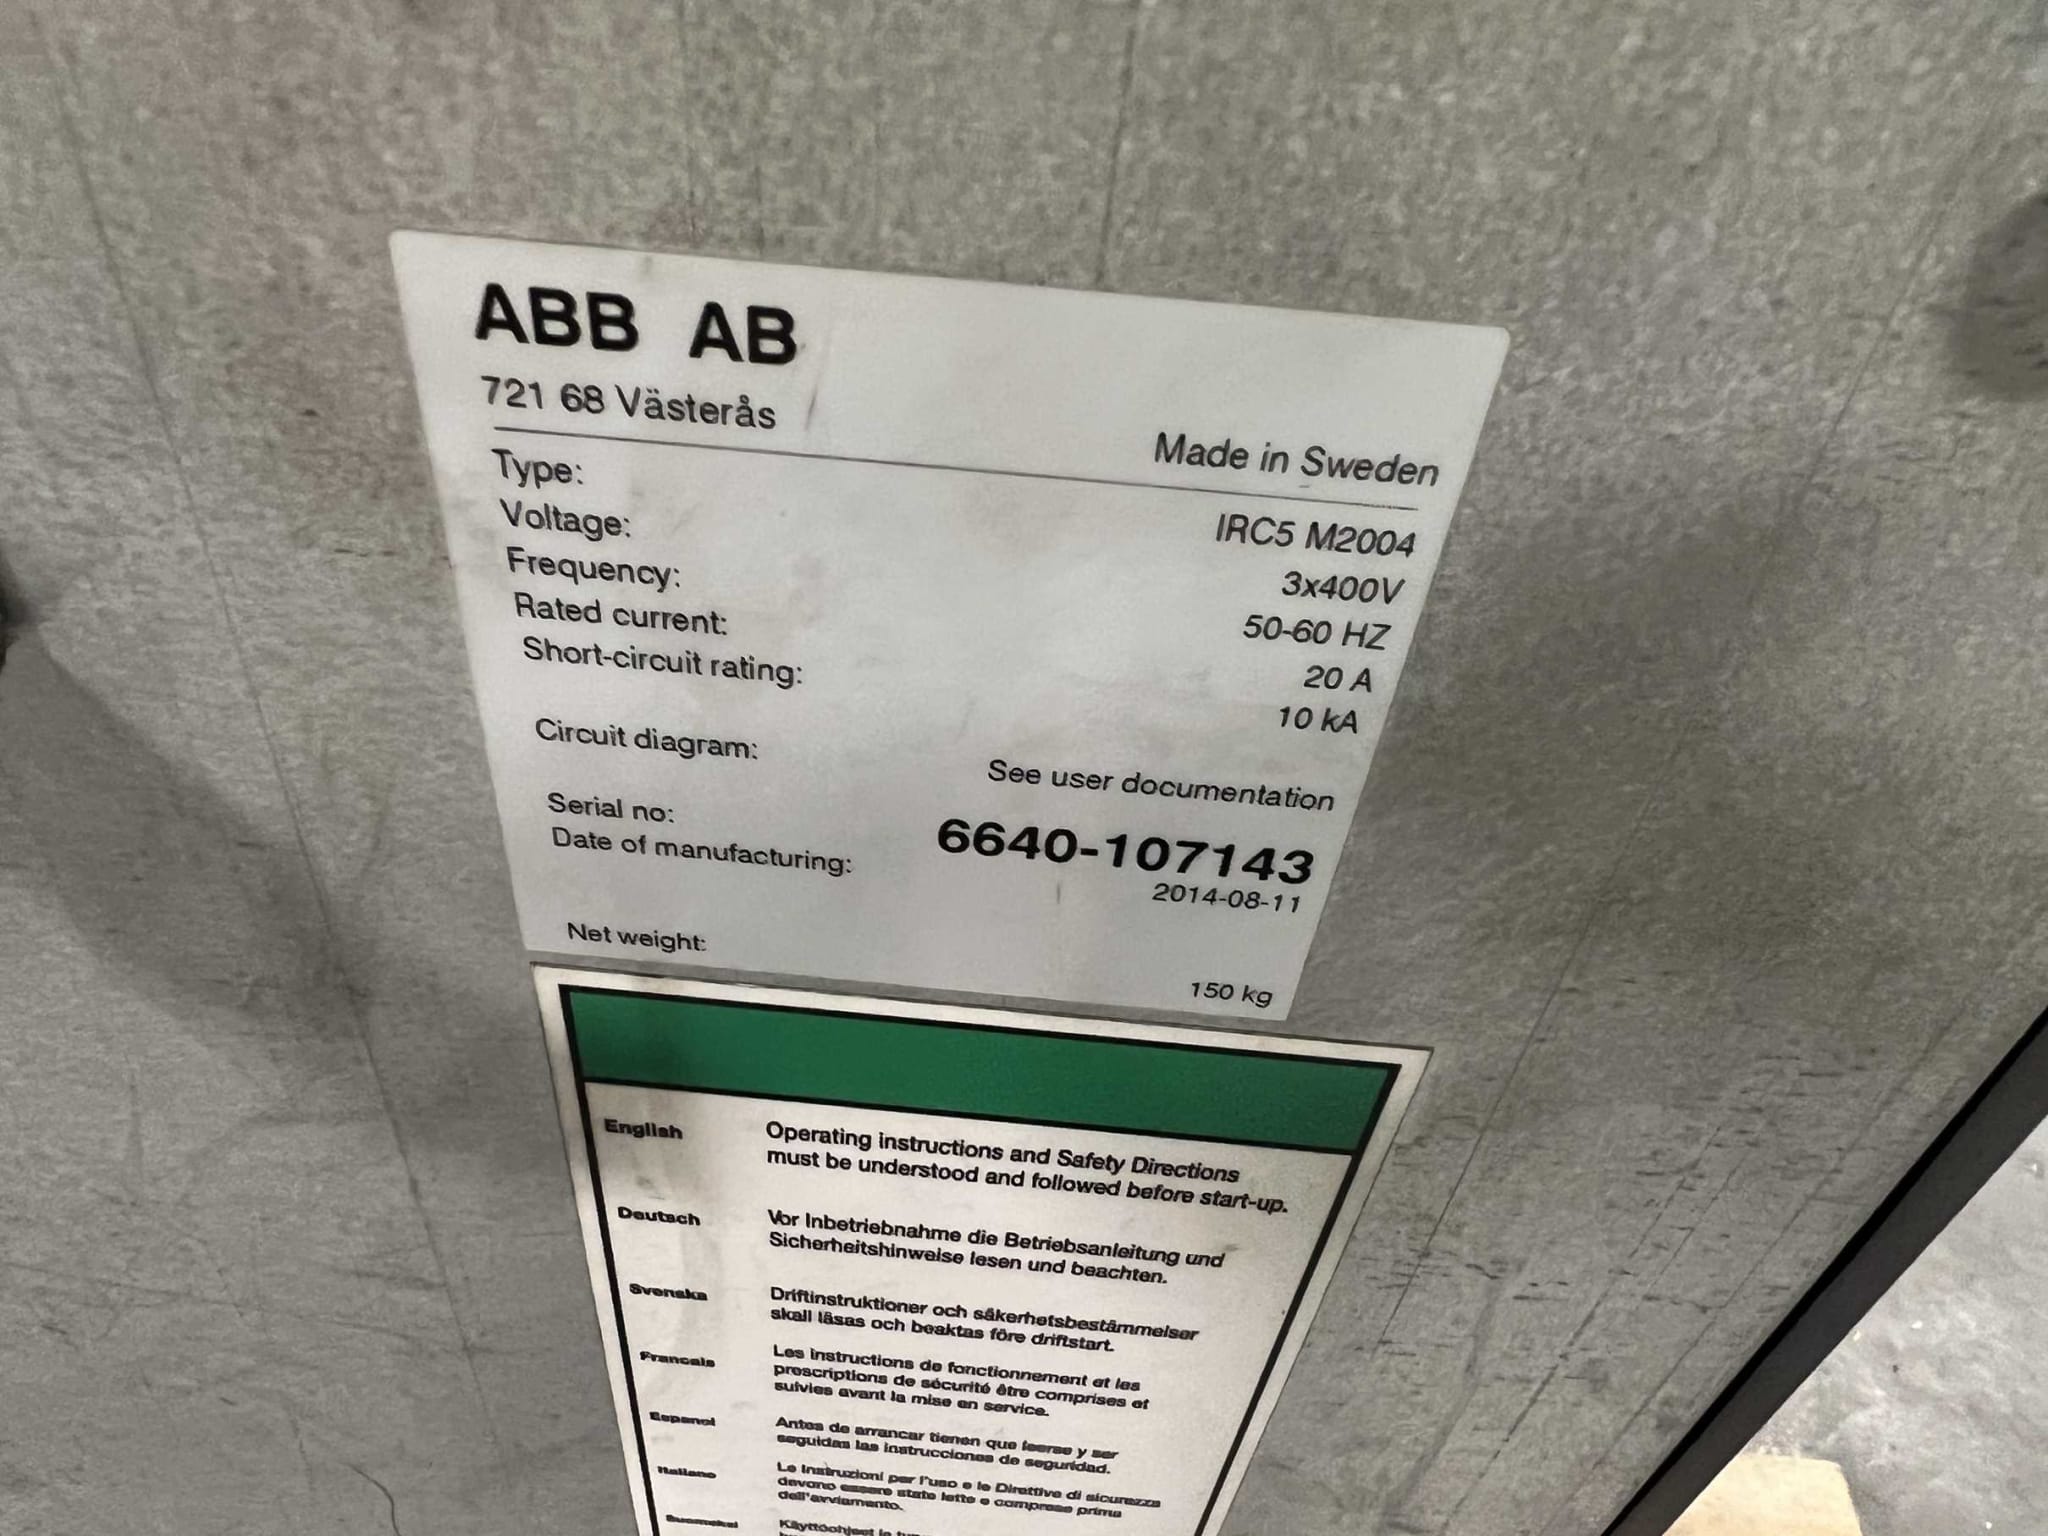 ABB AB
721 68 Västerås
Made in Sweden
Type: IRC5 M2004
Voltage: 3x400V
Frequency: 50-60 HZ
Rated current: 20 A
Short-circuit rating: 10 kA
Circuit diagram: See user documentation
Serial no: 6640-107143
Date of manufacturing: 2014-08-11
Net weight: 150 kg
English Operating instructions and Safety Directions
must be understood and followed before start-up.
Deutsch Vor Inbetriebnahme die Betriebsanleitung und
Sicherheitshinweise lesen und beachten.
Svenska Driftinstruktioner och säkerhetsbestämmelser
skall läsas och beaktas före driftstart.
Francais Les instructions de fonctionnement et les
prescriptions de sécurité être comprises et
suivies avant la mise en service.
Espanol Antes de arrancar tienen que leerse y ser
seguidas las instrucciones de seguridad.
Italiano Le Instruzioni per l'uso e le Direttive di sicurezza
devono essere state lette e comprese prima
dell'avviamento.